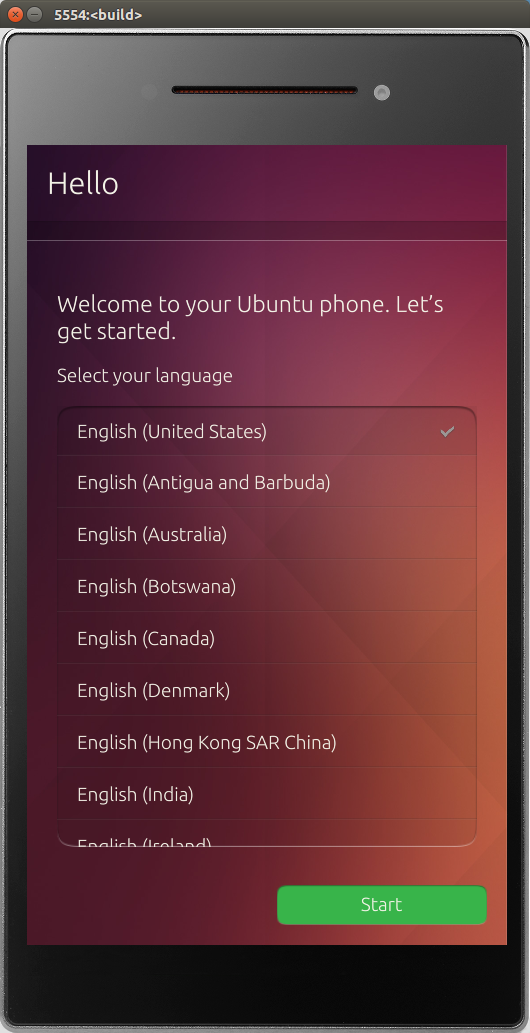 5554:<build>
Hello
Welcome to your Ubuntu phone. Let’s
get started.
Select your language
English (United States)
English (Antigua and Barbuda)
English (Australia)
English (Botswana)
English (Canada)
English (Denmark)
English (Hong Kong SAR China)
English (India)
English (Ireland)
Start